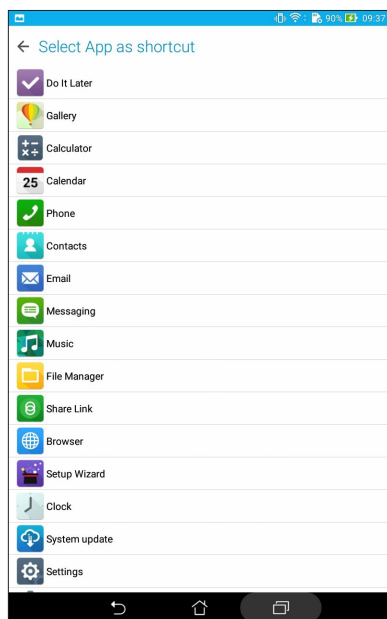 90% 09:37
Select App as shortcut
Do It Later
Gallery
Calculator
25 Calendar
Phone
Contacts
Email
Messaging
Music
File Manager
Share Link
Browser
Setup Wizard
Clock
System update
Settings